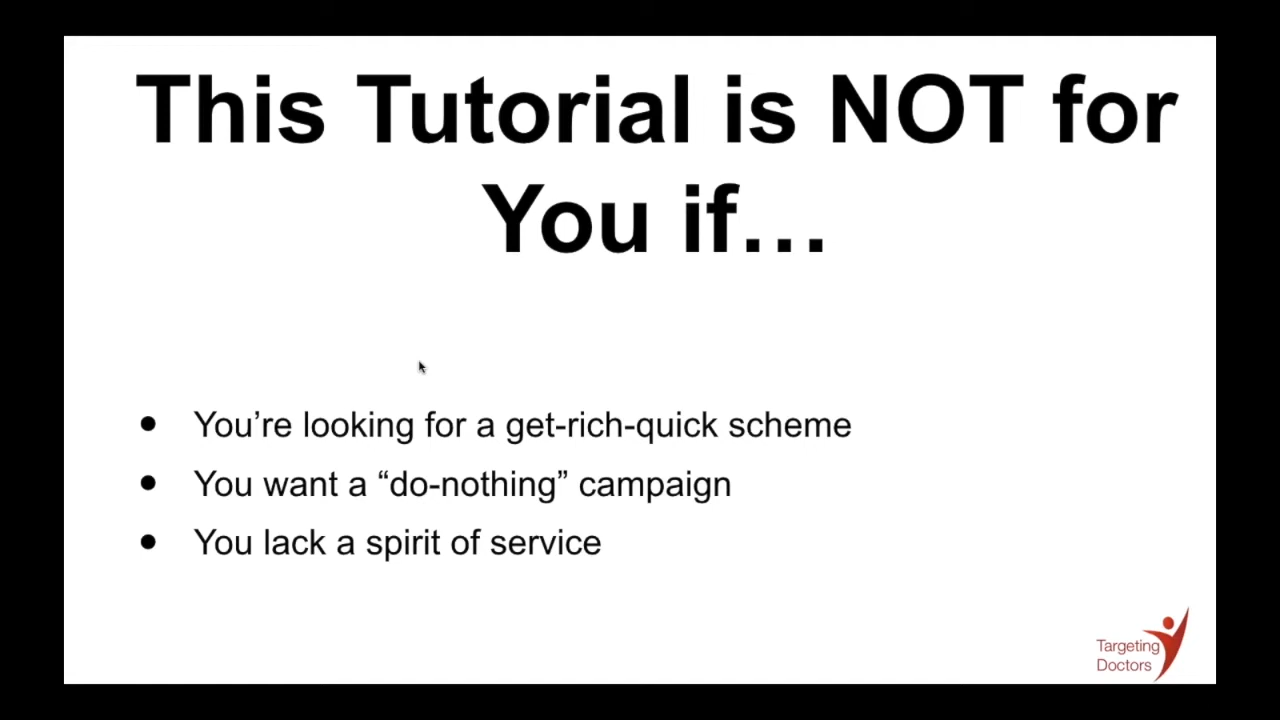 This Tutorial is NOT for
You if…
● You’re looking for a get-rich-quick scheme
● You want a “do-nothing” campaign
● You lack a spirit of service
Targeting
Doctors